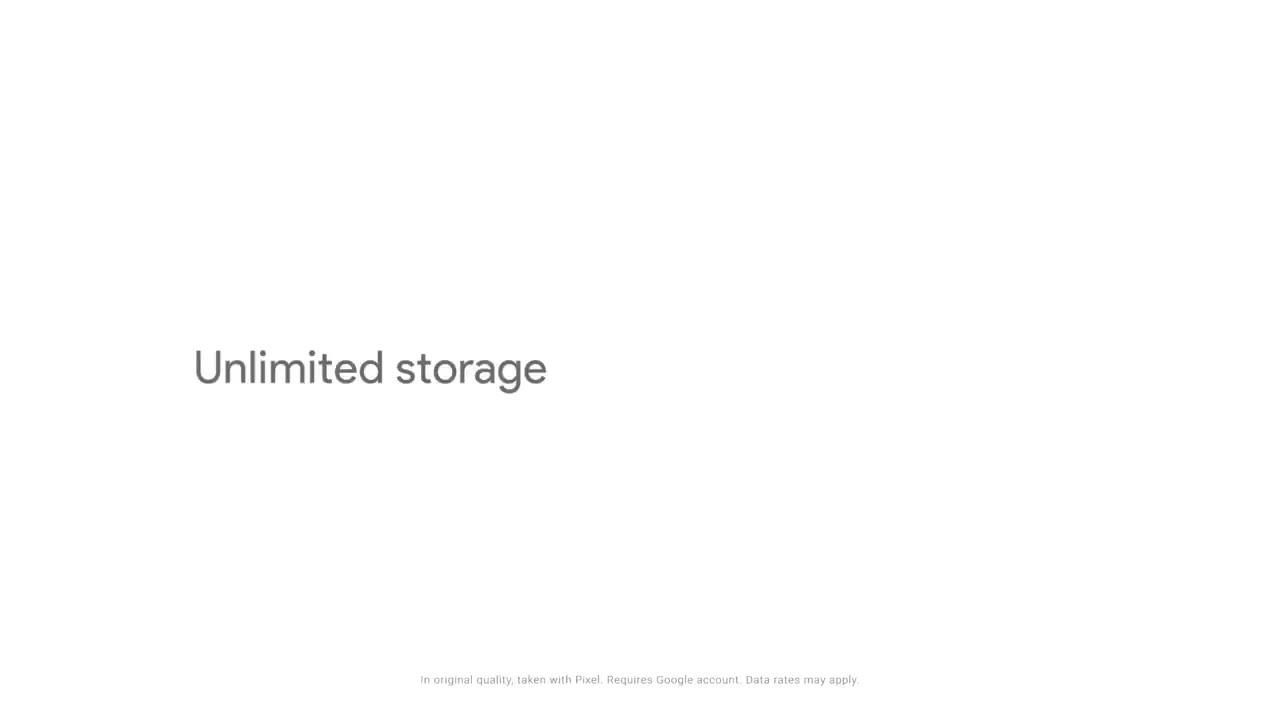 Unlimited storage
In original quality, taken with Pixel. Requires Google account. Data rates may apply.